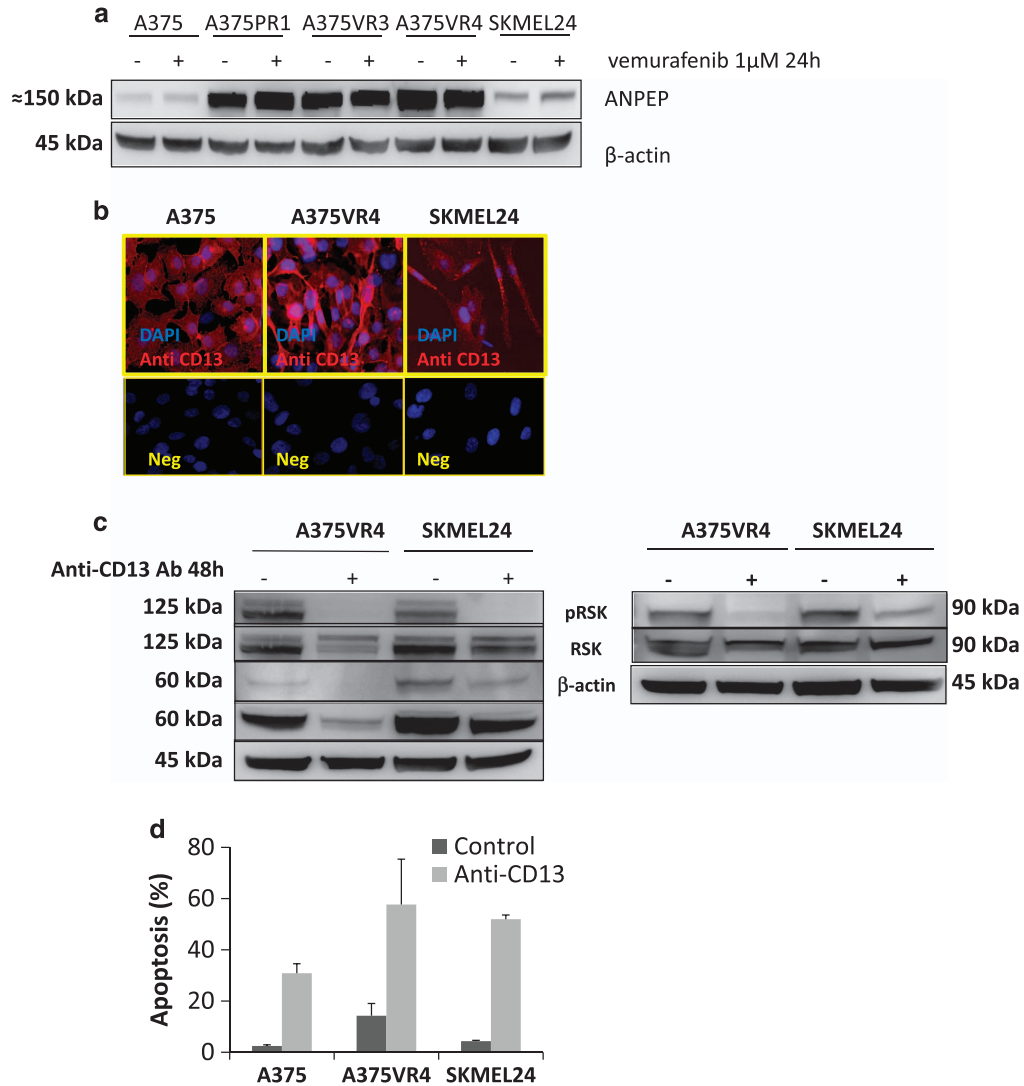 a
A375 A375PR1 A375VR3 A375VR4 SKMEL24
- + - + - + - + - + vemurafenib 1μM 24h
≈150 kDa ANPEP
45 kDa β-actin
b
A375 A375VR4 SKMEL24
DAPI DAPI DAPI
Anti CD13 Anti CD13 Anti CD13
Neg Neg Neg
c
A375VR4 SKMEL24 A375VR4 SKMEL24
Anti-CD13 Ab 48h - + - + - + - +
125 kDa pRSK 90 kDa
125 kDa RSK 90 kDa
60 kDa β-actin 45 kDa
60 kDa
45 kDa
d
80
60
40
20
0
Apoptosis (%)
Control
Anti-CD13
A375 A375VR4 SKMEL24